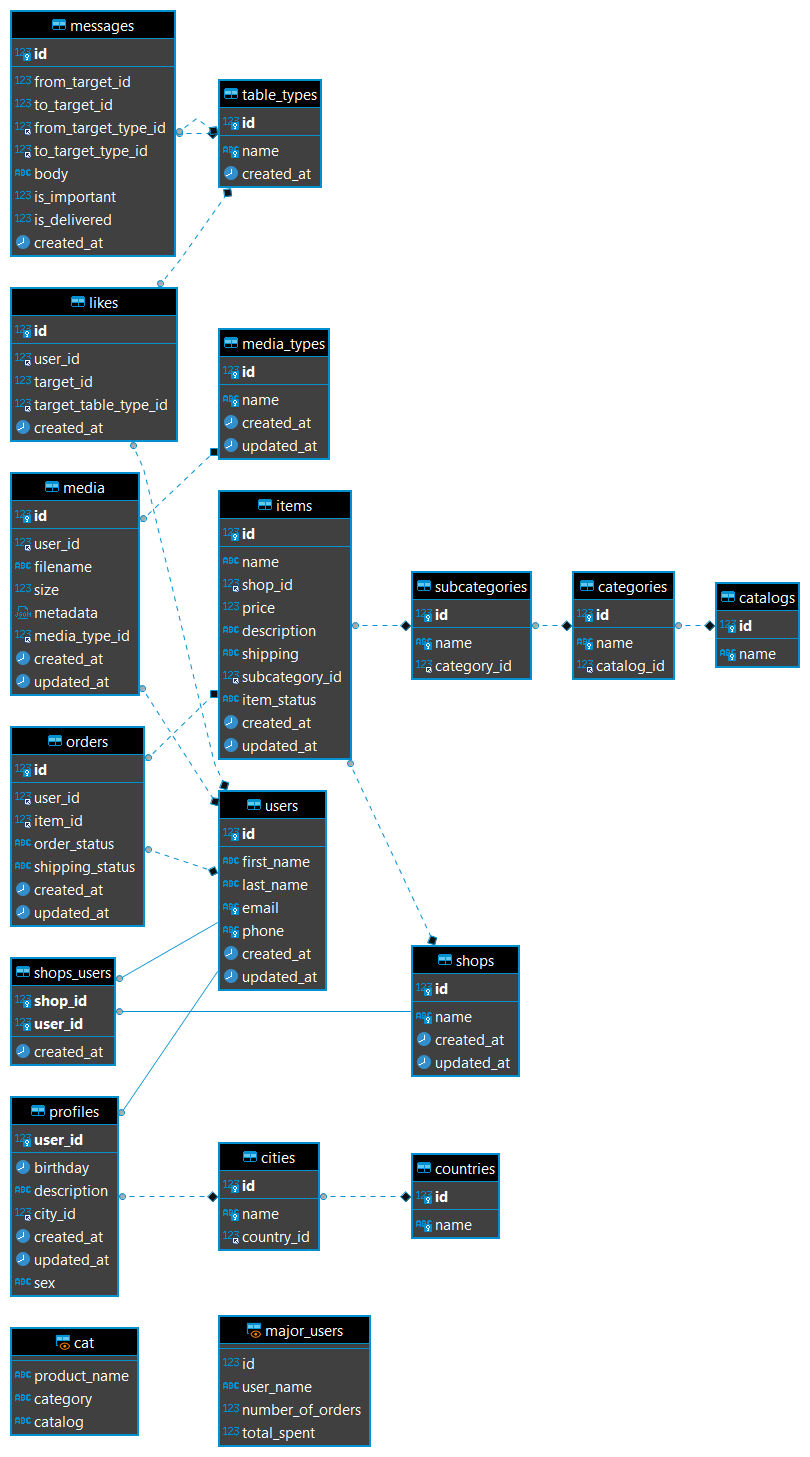 messages
id
from_target_id
to_target_id
from_target_type_id
to_target_type_id
body
is_important
is_delivered
created_at
table_types
id
name
created_at
likes
id
user_id
target_id
target_table_type_id
created_at
media_types
id
name
created_at
updated_at
media
id
user_id
filename
size
metadata
media_type_id
created_at
updated_at
items
id
name
shop_id
price
description
shipping
subcategory_id
item_status
created_at
updated_at
subcategories
id
name
category_id
categories
id
name
catalog_id
catalogs
id
name
orders
id
user_id
item_id
order_status
shipping_status
created_at
updated_at
users
id
first_name
last_name
email
phone
created_at
updated_at
shops_users
shop_id
user_id
created_at
shops
id
name
created_at
updated_at
profiles
user_id
birthday
description
city_id
created_at
updated_at
sex
cities
id
name
country_id
countries
id
name
cat
product_name
category
catalog
major_users
id
user_name
number_of_orders
total_spent